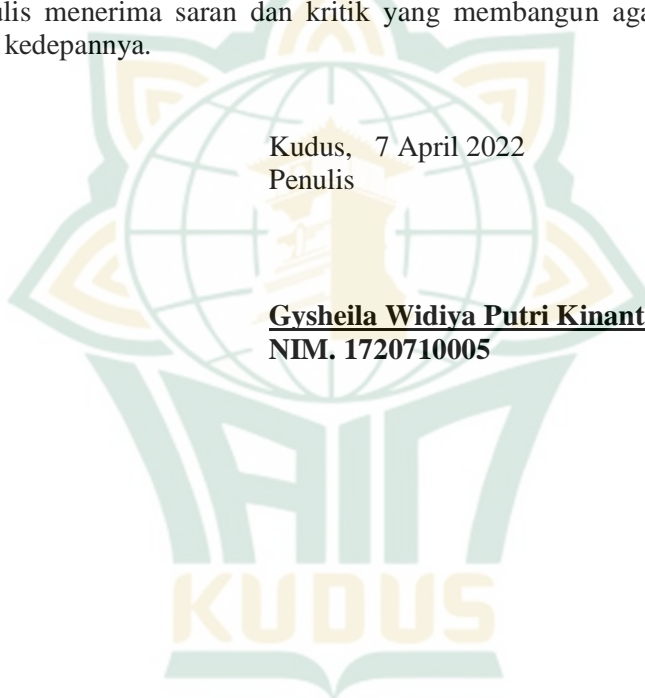 ulis menerima saran dan kritik yang membangun aga
kedepannya.
Kudus, 7 April 2022
Penulis
Gysheila Widiya Putri Kinant
NIM. 1720710005
IAIN
KUDUS